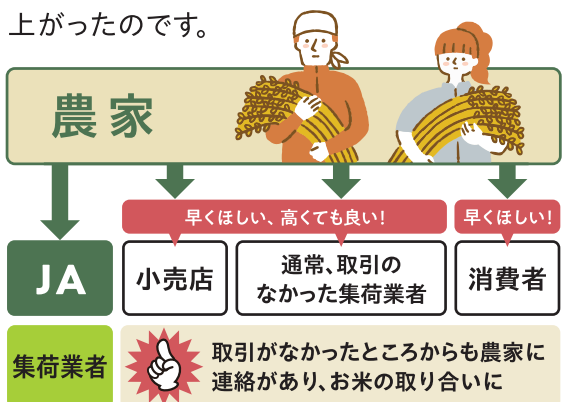 上がったのです。
農家
早くほしい、高くても良い!
早くほしい!
JA
小売店
通常、取引の
なかった集荷業者
消費者
集荷業者
取引がなかったところからも農家に
連絡があり、お米の取り合いに